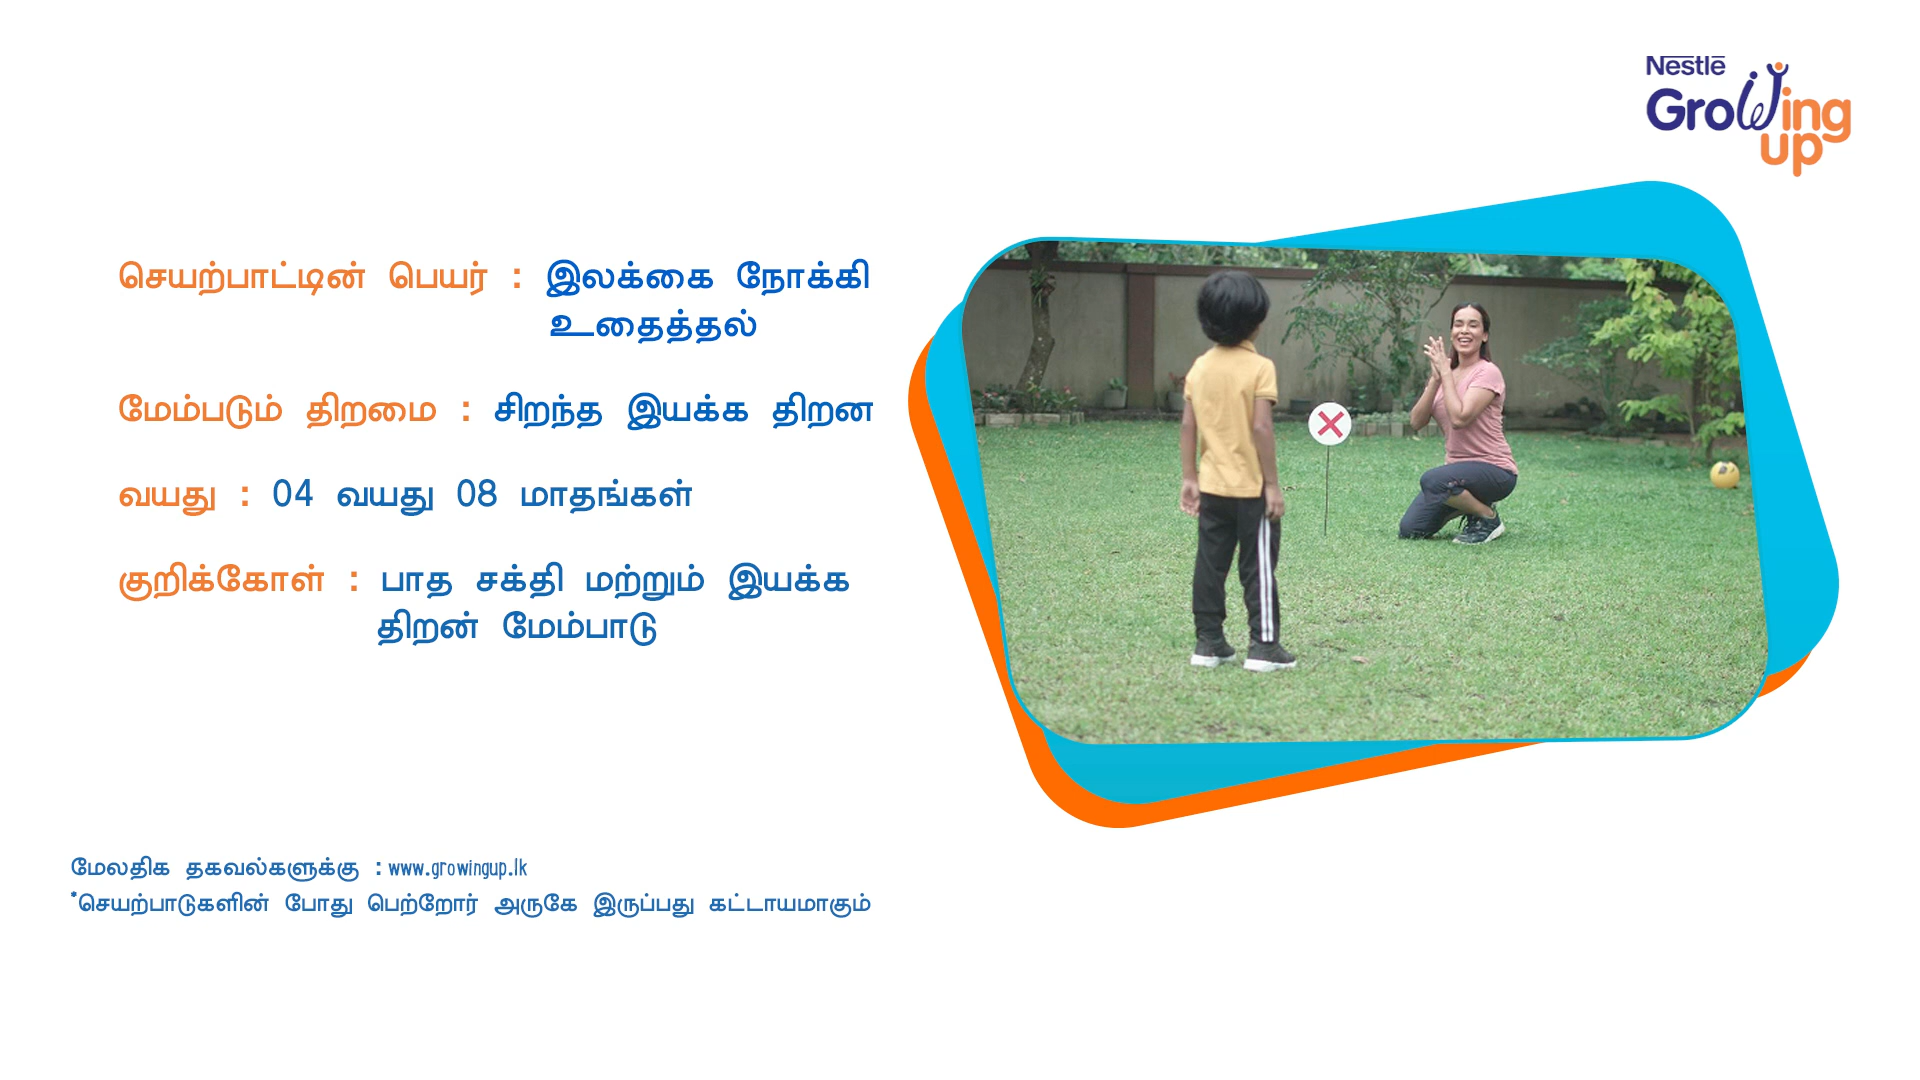 Nestlé
Growing
up
செயற்பாட்டின் பெயர் : இலக்கை நோக்கி
உதைத்தல்
மேம்படும் திறமை : சிறந்த இயக்க திறன
வயது : 04 வயது 08 மாதங்கள்
குறிக்கோள் : பாத சக்தி மற்றும் இயக்க
திறன் மேம்பாடு
மேலதிக தகவல்களுக்கு : www.growingup.lk
*செயற்பாடுகளின் போது பெற்றோர் அருகே இருப்பது கட்டாயமாகும்